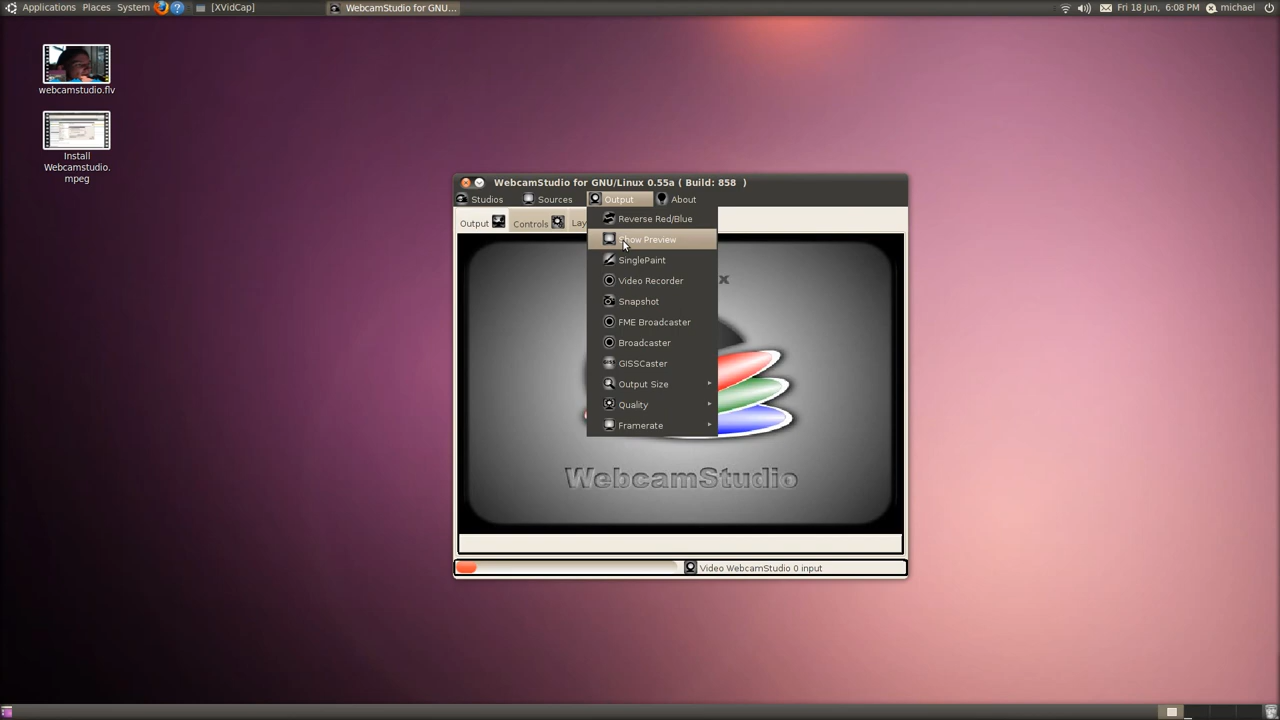 Applications Places System [XVidCap] WebcamStudio for GNU... Fri 18 Jun, 6:08 PM michael
webcamstudio.flv
Install
Webcamstudio.
mpeg
WebcamStudio for GNU/Linux 0.55a ( Build: 858 )
Studios Sources Output About
Output Controls Lay
Reverse Red/Blue
Show Preview
SinglePaint
Video Recorder
x
Snapshot
FME Broadcaster
Broadcaster
GISSCaster
Output Size
Quality
Framerate
WebcamStudio
Video WebcamStudio 0 input